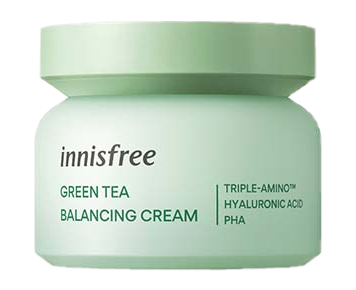 innisfree
GREEN TEA
BALANCING CREAM
TRIPLE-AMINO™
HYALURONIC ACID
PHA